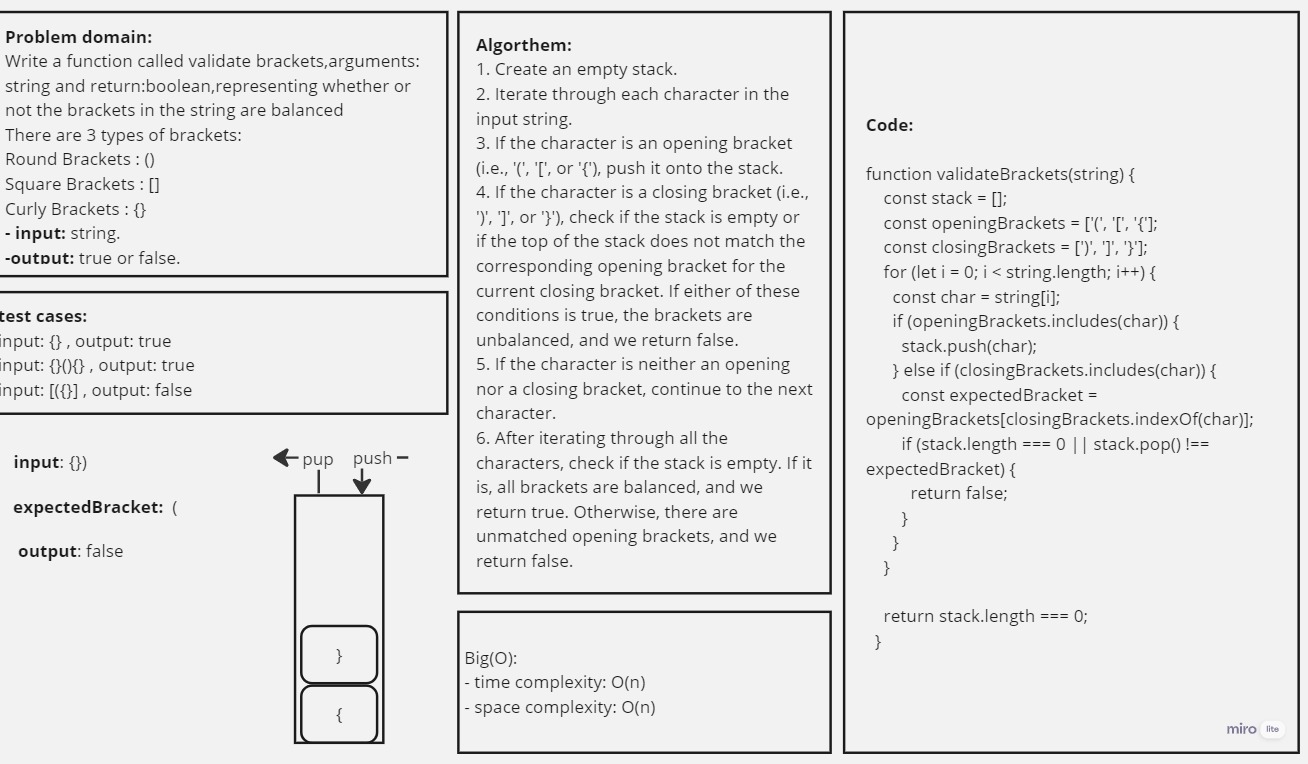 Problem domain:
Write a function called validate brackets,arguments:
string and return:boolean,representing whether or
not the brackets in the string are balanced
There are 3 types of brackets:
Round Brackets : ()
Square Brackets : []
Curly Brackets : {}
- input: string.
-output: true or false.
test cases:
input: {} , output: true
input: {}(){} , output: true
input: [({}] , output: false
input: {})
expectedBracket: (
output: false
pup
push
}
{
Algorthem:
1. Create an empty stack.
2. Iterate through each character in the
input string.
3. If the character is an opening bracket
(i.e., '(', '[', or '{'), push it onto the stack.
4. If the character is a closing bracket (i.e.,
')', ']', or '}'), check if the stack is empty or
if the top of the stack does not match the
corresponding opening bracket for the
current closing bracket. If either of these
conditions is true, the brackets are
unbalanced, and we return false.
5. If the character is neither an opening
nor a closing bracket, continue to the next
character.
6. After iterating through all the
characters, check if the stack is empty. If it
is, all brackets are balanced, and we
return true. Otherwise, there are
unmatched opening brackets, and we
return false.
Big(O):
- time complexity: O(n)
- space complexity: O(n)
Code:
function validateBrackets(string) {
const stack = [];
const openingBrackets = ['(', '[', '{'];
const closingBrackets = [')', ']', '}'];
for (let i = 0; i < string.length; i++) {
const char = string[i];
if (openingBrackets.includes(char)) {
stack.push(char);
} else if (closingBrackets.includes(char)) {
const expectedBracket =
openingBrackets[closingBrackets.indexOf(char)];
if (stack.length === 0 || stack.pop() !==
expectedBracket) {
return false;
}
}
}
return stack.length === 0;
}
miro lite